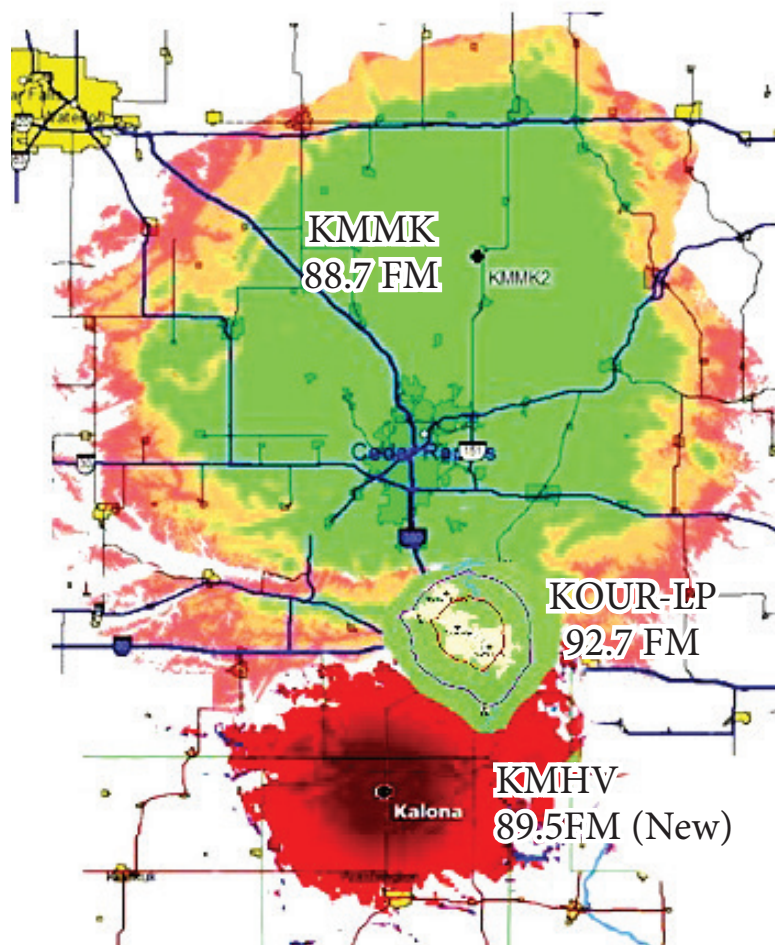 KMMK
88.7 FM
KMMK2
Cedar Rapids
151
380
KOUR-LP
92.7 FM
KMHV
89.5FM (New)
Kalona